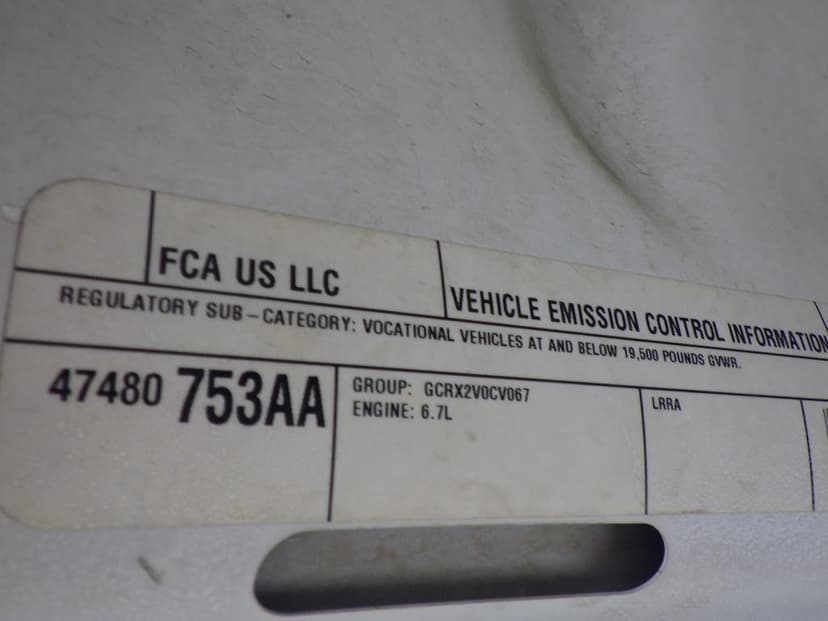 FCA US LLC
VEHICLE EMISSION CONTROL INFORMATION
REGULATORY SUB-CATEGORY: VOCATIONAL VEHICLES AT AND BELOW 19,500 POUNDS GVWR.
47480 753AA
GROUP: GCRX2V0CV067
ENGINE: 6.7L
LRRA